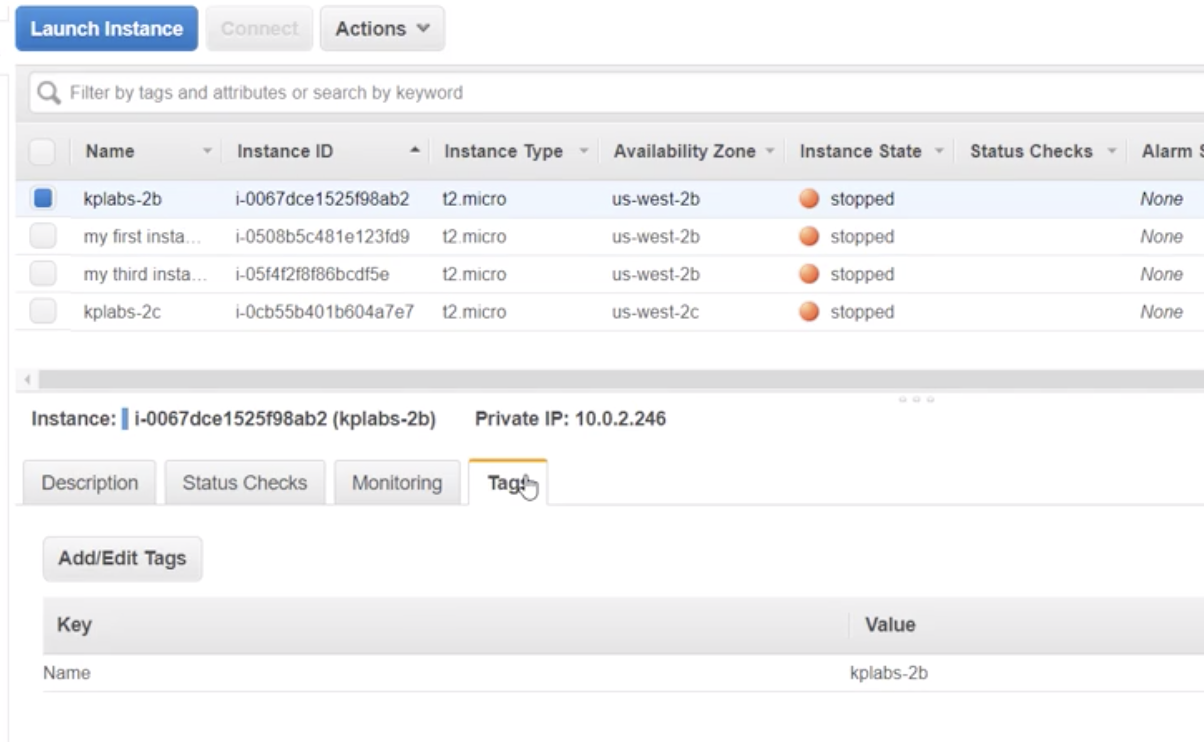 Launch Instance Connect Actions
Filter by tags and attributes or search by keyword
Name Instance ID Instance Type Availability Zone Instance State Status Checks Alarm S
kplabs-2b i-0067dce1525f98ab2 t2.micro us-west-2b stopped None
my first insta... i-0508b5c481e123fd9 t2.micro us-west-2b stopped None
my third insta... i-05f4f2f8f86bcdf5e t2.micro us-west-2b stopped None
kplabs-2c i-0cb55b401b604a7e7 t2.micro us-west-2c stopped None
Instance: i-0067dce1525f98ab2 (kplabs-2b) Private IP: 10.0.2.246
Description Status Checks Monitoring Tags
Add/Edit Tags
Key Value
Name kplabs-2b